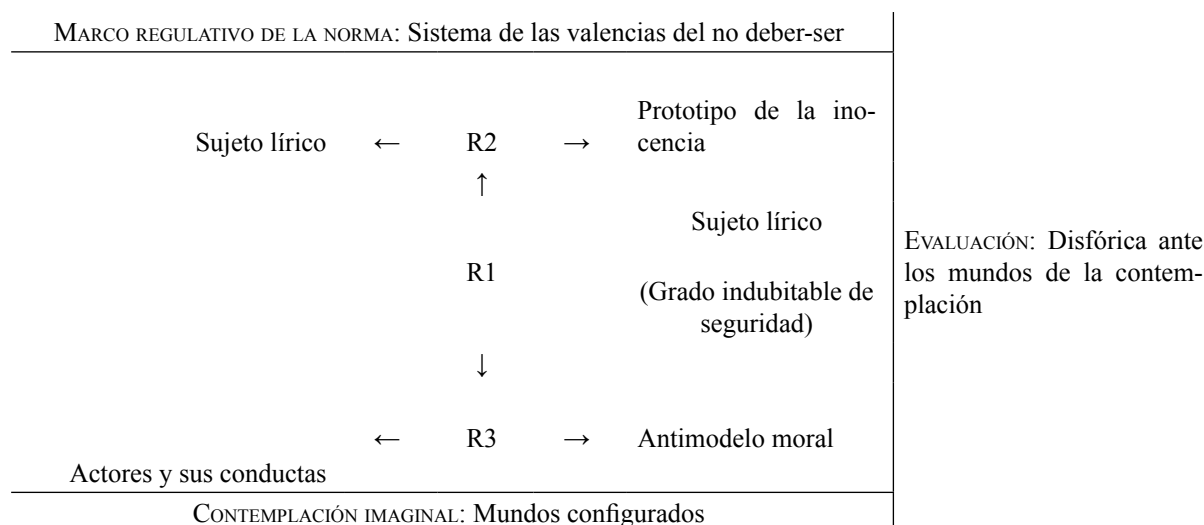 MARCO REGULATIVO DE LA NORMA: Sistema de las valencias del no deber-ser
Prototipo de la ino-
Sujeto lírico ← R2 → cencia
↑
Sujeto lírico
R1
(Grado indubitable de
seguridad)
↓
← R3 → Antimodelo moral
Actores y sus conductas
CONTEMPLACIÓN IMAGINAL: Mundos configurados
EVALUACIÓN: Disfórica ante
los mundos de la contem-
plación